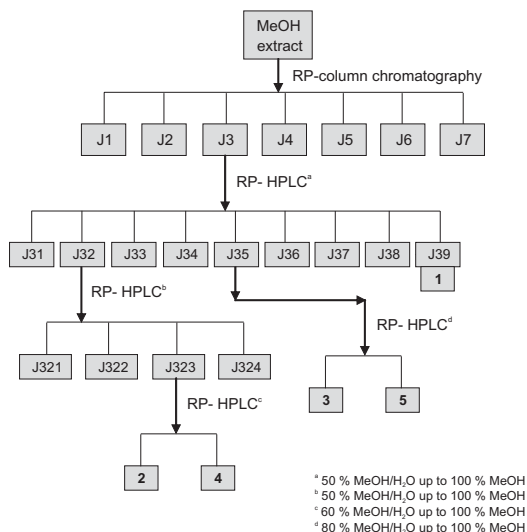 MeOH
extract
RP-column chromatography
J1 J2 J3 J4 J5 J6 J7
RP- HPLCᵃ
J31 J32 J33 J34 J35 J36 J37 J38 J39
1
RP- HPLCᵇ
RP- HPLCᵈ
J321 J322 J323 J324
3 5
RP- HPLCᶜ
2 4
ᵃ 50 % MeOH/H₂O up to 100 % MeOH
ᵇ 50 % MeOH/H₂O up to 100 % MeOH
ᶜ 60 % MeOH/H₂O up to 100 % MeOH
ᵈ 80 % MeOH/H₂O up to 100 % MeOH